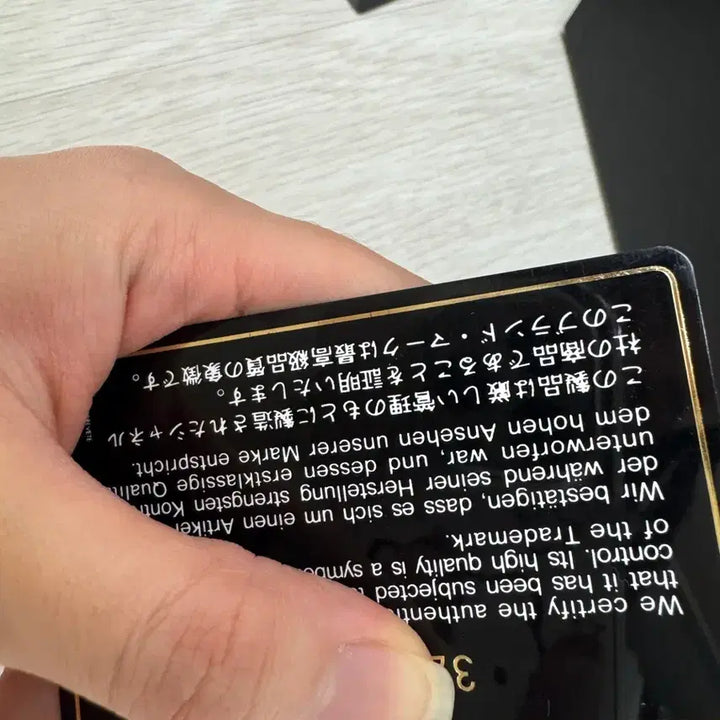 3
We certify the
that it has been subjected
control. Its high quality is a
of the Trademark.
Wir bestätigen, dass es sich um einen
der während seiner Herstellung strengsten
unterworfen war, und dessen erstklassige
dem hohen Ansehen unserer Marke entspricht.
この製品は厳しい管理のもとに製造されたシャネル
社の商品であることを証明いたします。
このブランド・マークは最高級品質の象徴です。